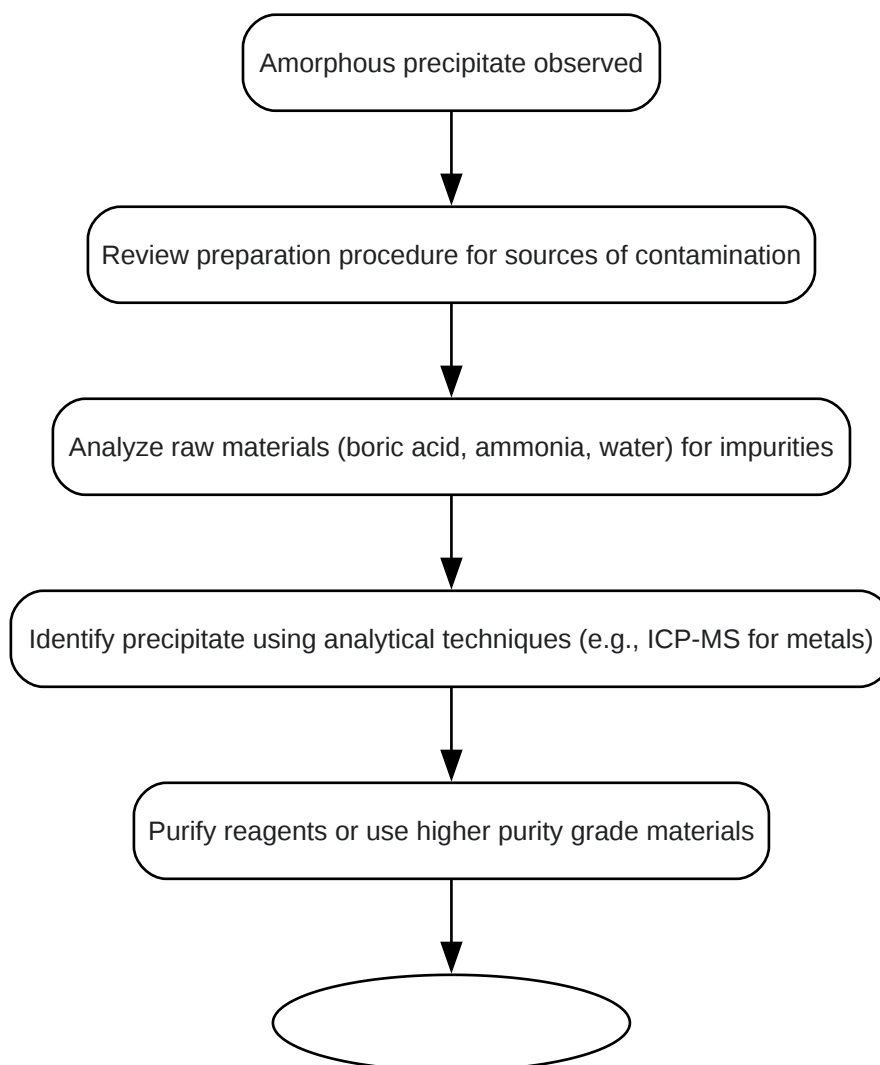 Amorphous precipitate observed
Review preparation procedure for sources of contamination
Analyze raw materials (boric acid, ammonia, water) for impurities
Identify precipitate using analytical techniques (e.g., ICP-MS for metals)
Purify reagents or use higher purity grade materials